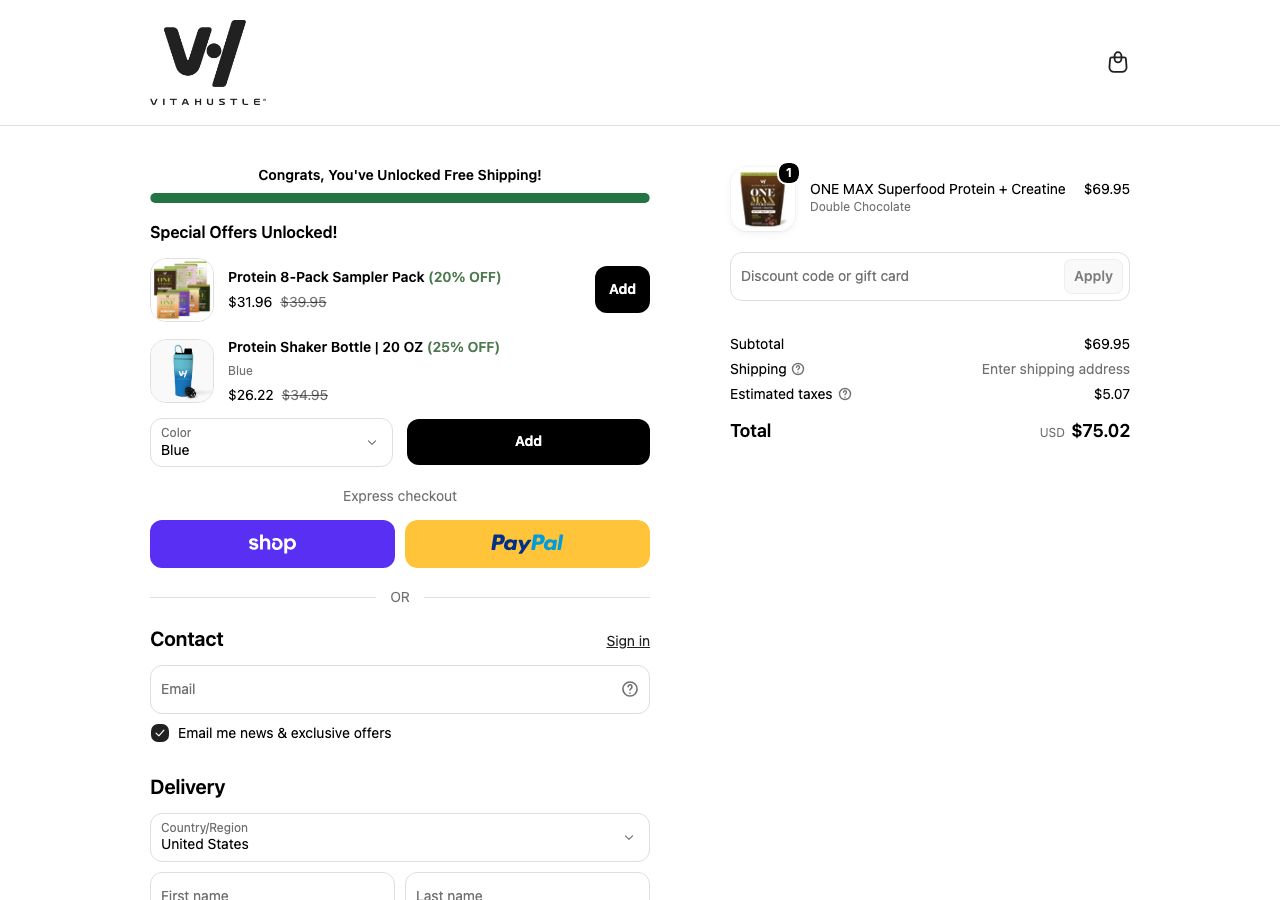 VITAHUSTLE
Congrats, You've Unlocked Free Shipping!
Special Offers Unlocked!
Protein 8-Pack Sampler Pack (20% OFF)
$31.96 $39.95
Add
Protein Shaker Bottle | 20 OZ (25% OFF)
Blue
$26.22 $34.95
Color
Blue
Add
Express checkout
shop
PayPal
OR
Contact
Sign in
Email
Email me news & exclusive offers
Delivery
Country/Region
United States
First name
Last name
1
ONE MAX
ONE MAX Superfood Protein + Creatine $69.95
Double Chocolate
Discount code or gift card
Apply
Subtotal $69.95
Shipping Enter shipping address
Estimated taxes $5.07
Total USD $75.02